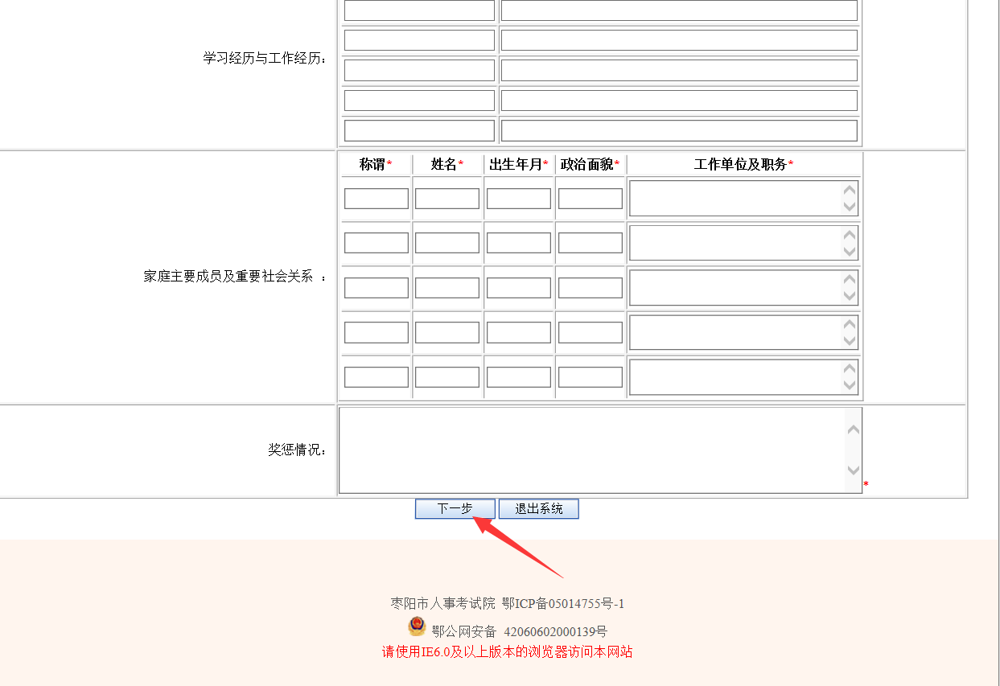 学习经历与工作经历：
称谓* 姓名* 出生年月* 政治面貌* 工作单位及职务*
家庭主要成员及重要社会关系 ：
奖惩情况：
*
下一步 退出系统
枣阳市人事考试院 鄂ICP备05014755号-1
鄂公网安备 42060602000139号
请使用IE6.0及以上版本的浏览器访问本网站